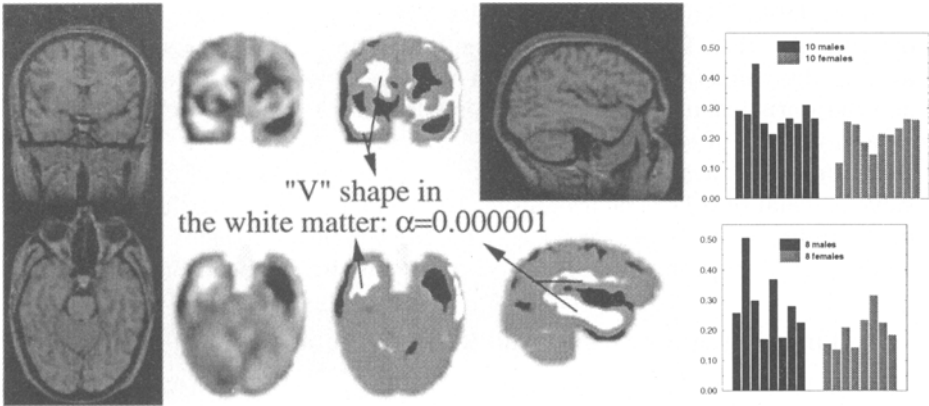 "V" shape in
the white matter: α=0.000001
0.50
0.40
0.30
0.20
0.10
0.00
10 males
10 females
0.50
0.40
0.30
0.20
0.10
0.00
8 males
8 females